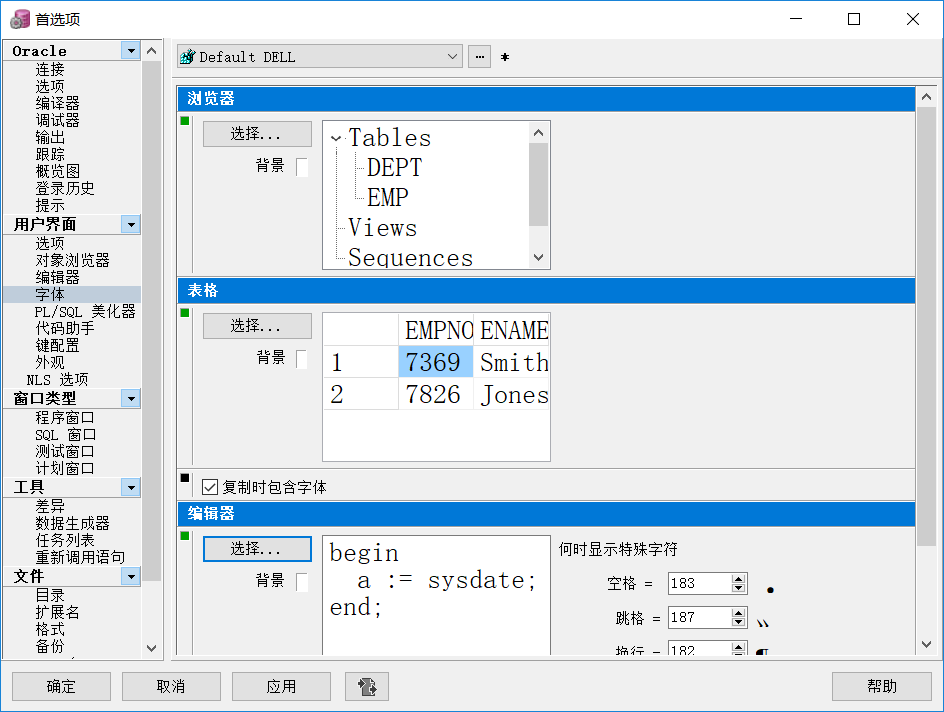 首选项
Oracle
连接
选项
编译器
调试器
输出
跟踪
概览图
登录历史
提示
用户界面
选项
对象浏览器
编辑器
字体
PL/SQL 美化器
代码助手
键配置
外观
NLS 选项
窗口类型
程序窗口
SQL 窗口
测试窗口
计划窗口
工具
差异
数据生成器
任务列表
重新调用语句
文件
目录
扩展名
格式
备份
Default DELL
... *
浏览器
选择...
背景
Tables
DEPT
EMP
Views
Sequences
表格
选择...
背景
EMPNO ENAME
1 7369 Smith
2 7826 Jones
复制时包含字体
编辑器
选择...
背景
begin
a := sysdate;
end;
何时显示特殊字符
空格 = 183 •
跳格 = 187 »
换行 = 182 ¶
确定
取消
应用
帮助